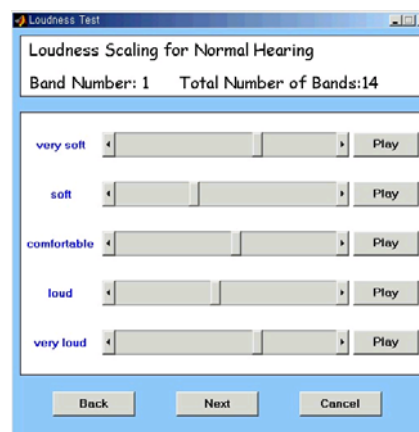 Loudness Test
Loudness Scaling for Normal Hearing
Band Number: 1 Total Number of Bands:14
very soft Play
soft Play
comfortable Play
loud Play
very loud Play
Back Next Cancel